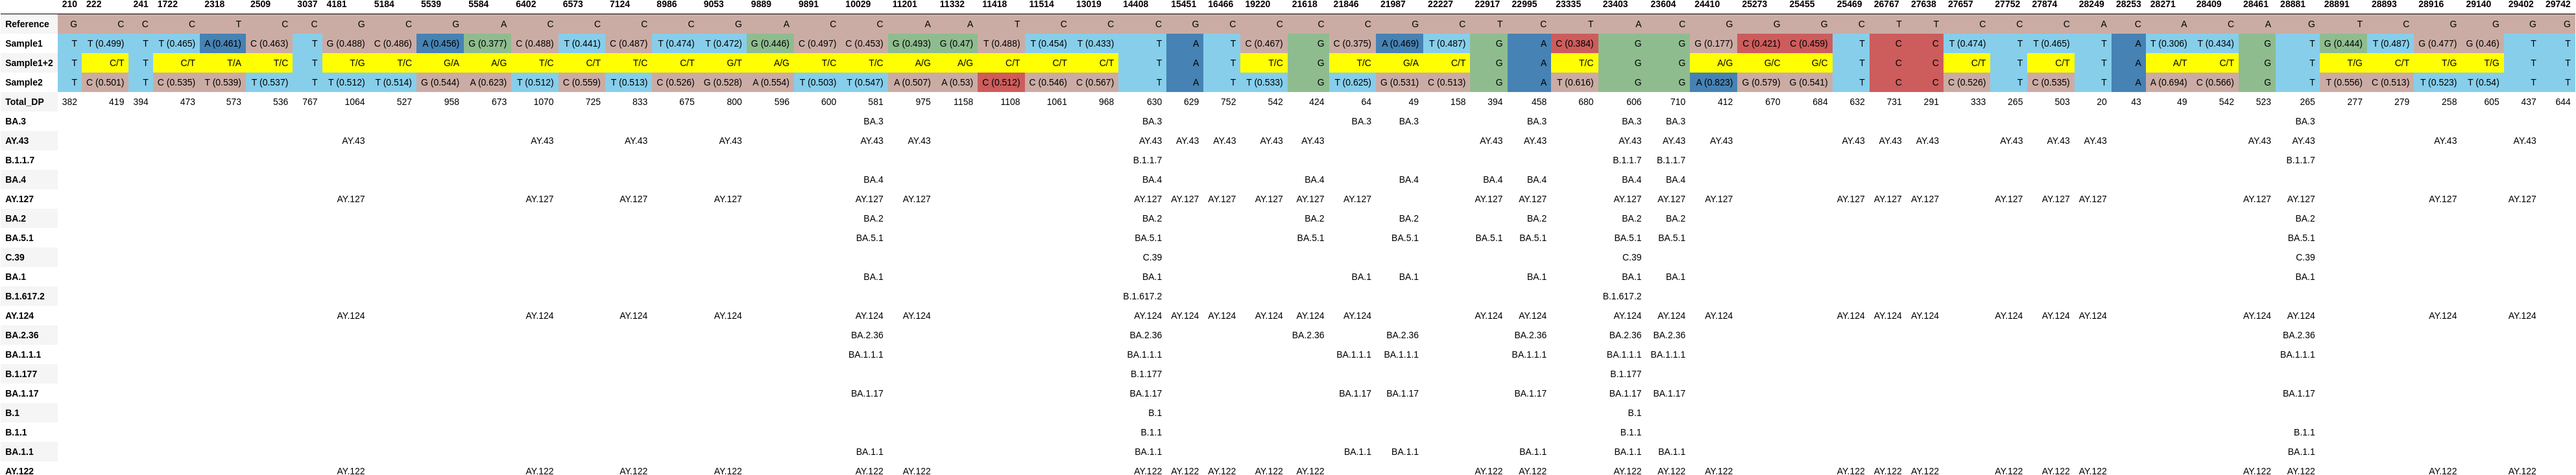 210 222 241 1722 2318 2509 3037 4181 5184 5539 5584 6402 6573 7124 8986 9053 9889 9891 10029 11201 11332 11418 11514 13019 14408 15451 16466 19220 21618 21846 21987 22227 22917 22995 23335 23403 23604 24410 25273 25455 25469 26767 27638 27657 27752 27874 28249 28253 28271 28409 28461 28881 28891 28893 28916 29140 29402 29742
Reference G C C C T C C G C G A C C C C G A C C A A T C C C G C C C C G C T C T A C G C G C T T C C C A C A C A G T C G G G G
Sample1 T T (0.499) T T (0.465) A (0.461) C (0.463) T G (0.488) C (0.486) A (0.456) G (0.377) C (0.488) T (0.441) C (0.487) T (0.474) T (0.472) G (0.446) C (0.497) C (0.453) G (0.493) G (0.47) T (0.488) T (0.454) T (0.433) T A T C (0.467) G C (0.375) A (0.469) T (0.487) G A C (0.384) G G G (0.177) C (0.421) C (0.459) T C C T (0.474) T T (0.465) T A T (0.306) T (0.434) G T G (0.444) T (0.487) G (0.477) G (0.46) T T
Sample1+2 T C/T T C/T T/A T/C T T/G T/C G/A A/G T/C C/T T/C C/T G/T A/G T/C T/C A/G A/G C/T C/T C/T T A T T/C G T/C G/A C/T G A T/C G G A/G G/C G/C T C C C/T T C/T T A A/T C/T G T T/G C/T T/G T/G T T
Sample2 T C (0.501) T C (0.535) T (0.539) T (0.537) T T (0.512) T (0.514) G (0.544) A (0.623) T (0.512) C (0.559) T (0.513) C (0.526) G (0.528) A (0.554) T (0.503) T (0.547) A (0.507) A (0.53) C (0.512) C (0.546) C (0.567) T A T T (0.533) G T (0.625) G (0.531) C (0.513) G A T (0.616) G G A (0.823) G (0.579) G (0.541) T C C C (0.526) T C (0.535) T A A (0.694) C (0.566) G T T (0.556) C (0.513) T (0.523) T (0.54) T T
Total_DP 382 419 394 473 573 536 767 1064 527 958 673 1070 725 833 675 800 596 600 581 975 1158 1108 1061 968 630 629 752 542 424 64 49 158 394 458 680 606 710 412 670 684 632 731 291 333 265 503 20 43 49 542 523 265 277 279 258 605 437 644
BA.3 BA.3 BA.3 BA.3 BA.3 BA.3 BA.3 BA.3 BA.3
AY.43 AY.43 AY.43 AY.43 AY.43 AY.43 AY.43 AY.43 AY.43 AY.43 AY.43 AY.43 AY.43 AY.43 AY.43 AY.43 AY.43 AY.43 AY.43 AY.43 AY.43 AY.43 AY.43 AY.43 AY.43 AY.43 AY.43
B.1.1.7 B.1.1.7 B.1.1.7 B.1.1.7 B.1.1.7
BA.4 BA.4 BA.4 BA.4 BA.4 BA.4 BA.4 BA.4 BA.4
AY.127 AY.127 AY.127 AY.127 AY.127 AY.127 AY.127 AY.127 AY.127 AY.127 AY.127 AY.127 AY.127 AY.127 AY.127 AY.127 AY.127 AY.127 AY.127 AY.127 AY.127 AY.127 AY.127 AY.127 AY.127 AY.127 AY.127 AY.127
BA.2 BA.2 BA.2 BA.2 BA.2 BA.2 BA.2 BA.2 BA.2
BA.5.1 BA.5.1 BA.5.1 BA.5.1 BA.5.1 BA.5.1 BA.5.1 BA.5.1 BA.5.1 BA.5.1
C.39 C.39 C.39 C.39
BA.1 BA.1 BA.1 BA.1 BA.1 BA.1 BA.1 BA.1 BA.1
B.1.617.2 B.1.617.2 B.1.617.2
AY.124 AY.124 AY.124 AY.124 AY.124 AY.124 AY.124 AY.124 AY.124 AY.124 AY.124 AY.124 AY.124 AY.124 AY.124 AY.124 AY.124 AY.124 AY.124 AY.124 AY.124 AY.124 AY.124 AY.124 AY.124 AY.124 AY.124 AY.124
BA.2.36 BA.2.36 BA.2.36 BA.2.36 BA.2.36 BA.2.36 BA.2.36 BA.2.36 BA.2.36
BA.1.1.1 BA.1.1.1 BA.1.1.1 BA.1.1.1 BA.1.1.1 BA.1.1.1 BA.1.1.1 BA.1.1.1 BA.1.1.1
B.1.177 B.1.177 B.1.177
BA.1.17 BA.1.17 BA.1.17 BA.1.17 BA.1.17 BA.1.17 BA.1.17 BA.1.17 BA.1.17
B.1 B.1 B.1
B.1.1 B.1.1 B.1.1 B.1.1
BA.1.1 BA.1.1 BA.1.1 BA.1.1 BA.1.1 BA.1.1 BA.1.1 BA.1.1 BA.1.1
AY.122 AY.122 AY.122 AY.122 AY.122 AY.122 AY.122 AY.122 AY.122 AY.122 AY.122 AY.122 AY.122 AY.122 AY.122 AY.122 AY.122 AY.122 AY.122 AY.122 AY.122 AY.122 AY.122 AY.122 AY.122 AY.122 AY.122